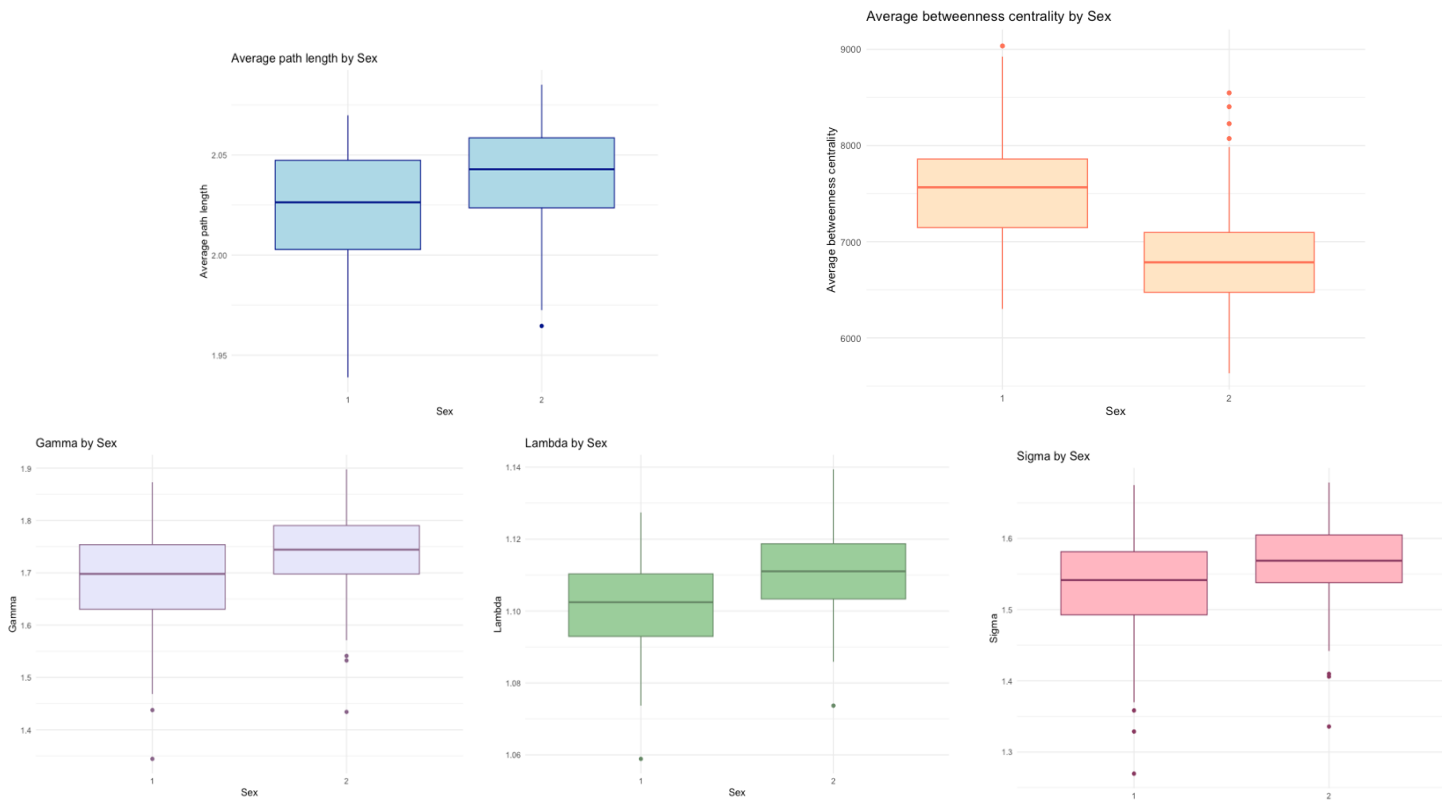 Average betweenness centrality by Sex
Average path length by Sex
9000
8000
7000
6000
Average betweenness centrality
1
2
Sex
2.05
2.00
1.95
Average path length
1
2
Sex
Gamma by Sex
1.9
1.8
1.7
1.6
1.5
1.4
Gamma
1
2
Sex
Lambda by Sex
1.14
1.12
1.10
1.08
1.06
Lambda
1
2
Sex
Sigma by Sex
1.6
1.5
1.4
1.3
Sigma
1
2